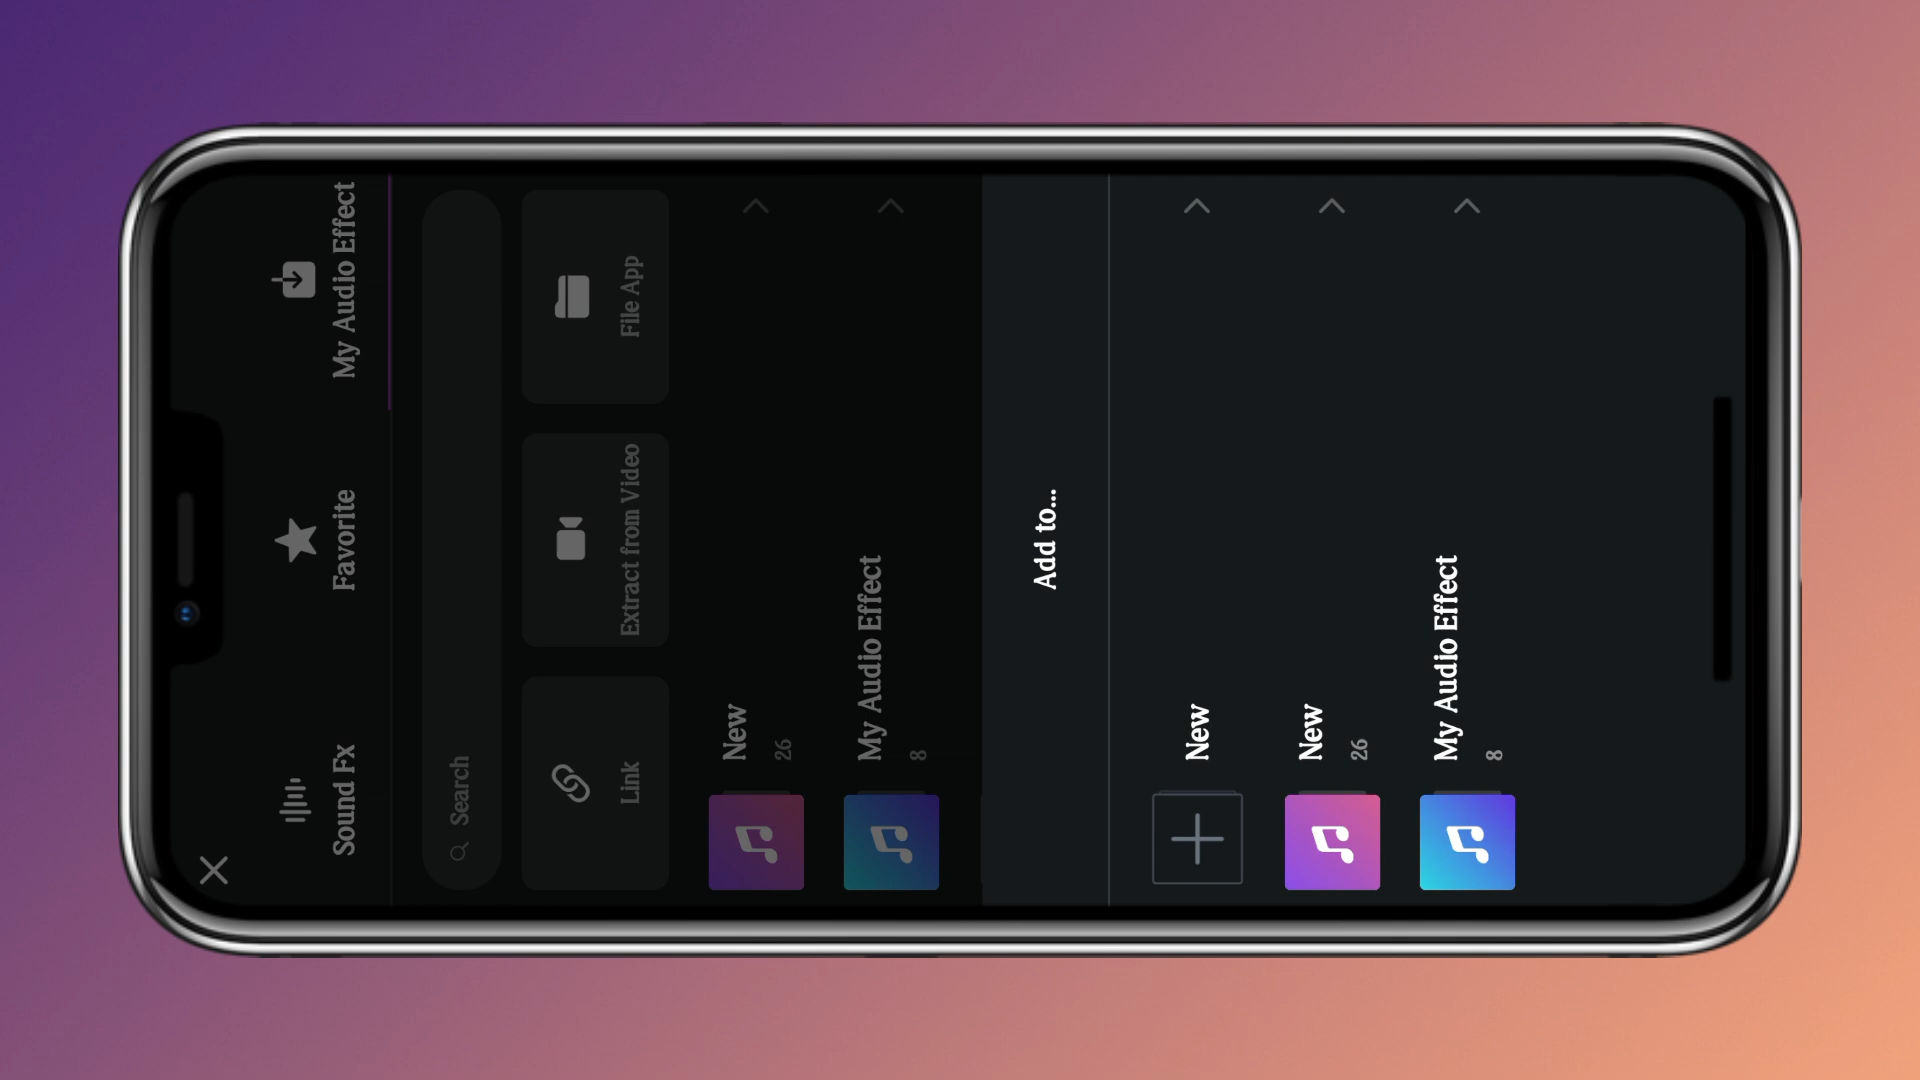 Sound Fx
Favorite
My Audio Effect
Search
Link
Extract from Video
File App
New
26
My Audio Effect
8
Add to...
New
New
26
My Audio Effect
8